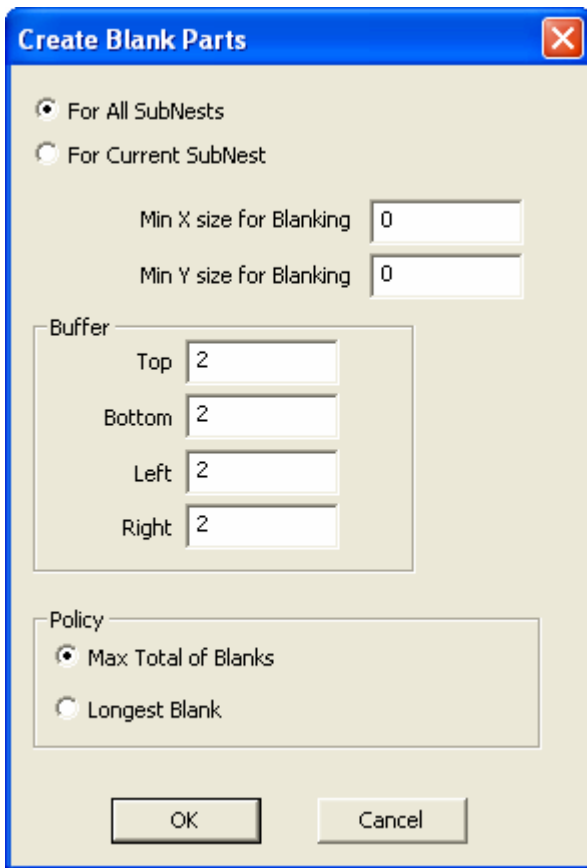 Create Blank Parts
For All SubNests
For Current SubNest
Min X size for Blanking 0
Min Y size for Blanking 0
Buffer
Top 2
Bottom 2
Left 2
Right 2
Policy
Max Total of Blanks
Longest Blank
OK Cancel